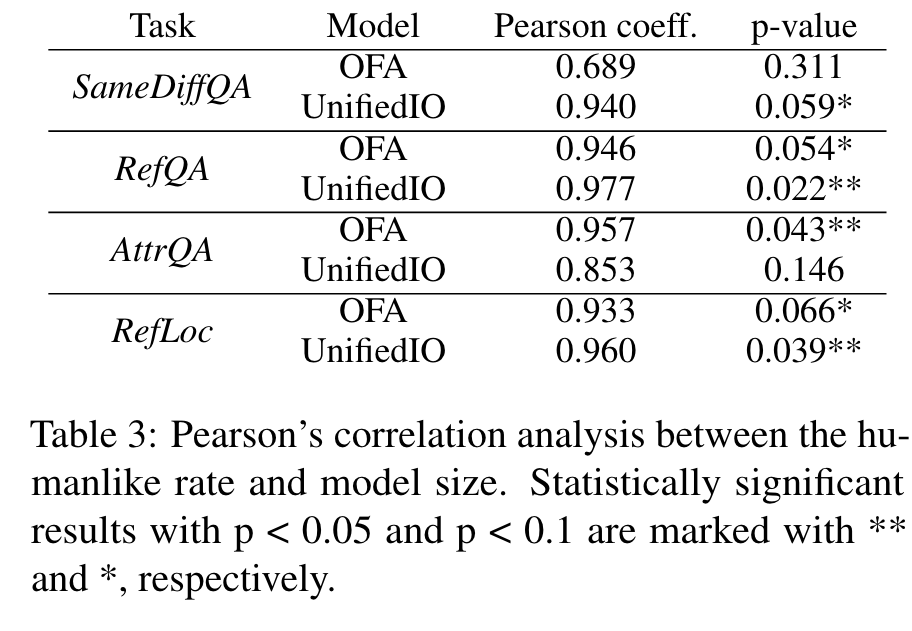 Task Model Pearson coeff. p-value
SameDiffQA OFA 0.689 0.311
UnifiedIO 0.940 0.059*
RefQA OFA 0.946 0.054*
UnifiedIO 0.977 0.022**
AttrQA OFA 0.957 0.043**
UnifiedIO 0.853 0.146
RefLoc OFA 0.933 0.066*
UnifiedIO 0.960 0.039**
Table 3: Pearson's correlation analysis between the hu-
manlike rate and model size. Statistically significant
results with p < 0.05 and p < 0.1 are marked with **
and *, respectively.